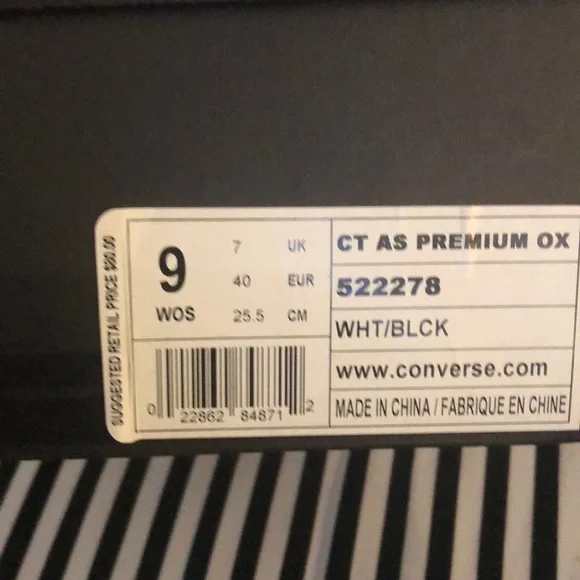 SUGGESTED RETAIL PRICE $80.00
9
WOS
7 UK
40 EUR
25.5 CM
0 22862 84871 2
CT AS PREMIUM OX
522278
WHT/BLCK
www.converse.com
MADE IN CHINA / FABRIQUE EN CHINE